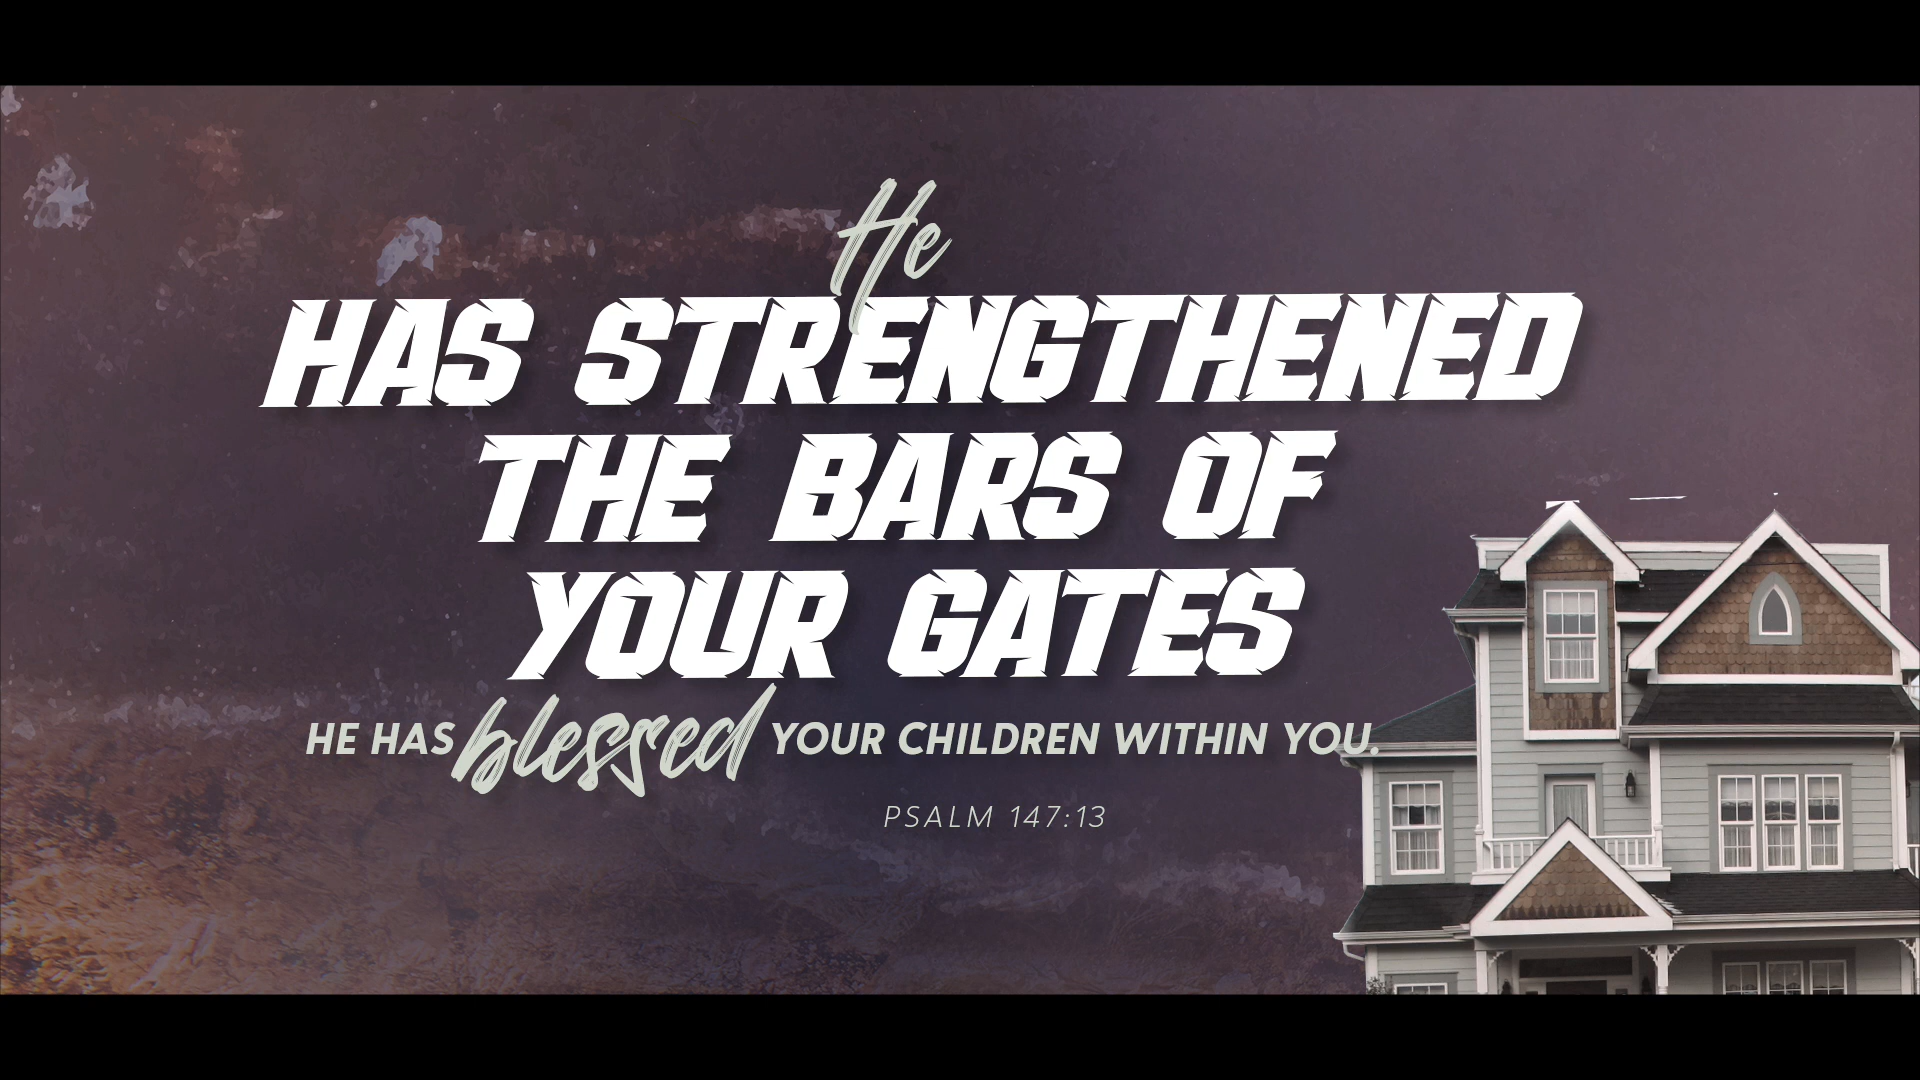 He
HAS STRENGTHENED
THE BARS OF
YOUR GATES
HE HAS blessed YOUR CHILDREN WITHIN YOU.
PSALM 147:13